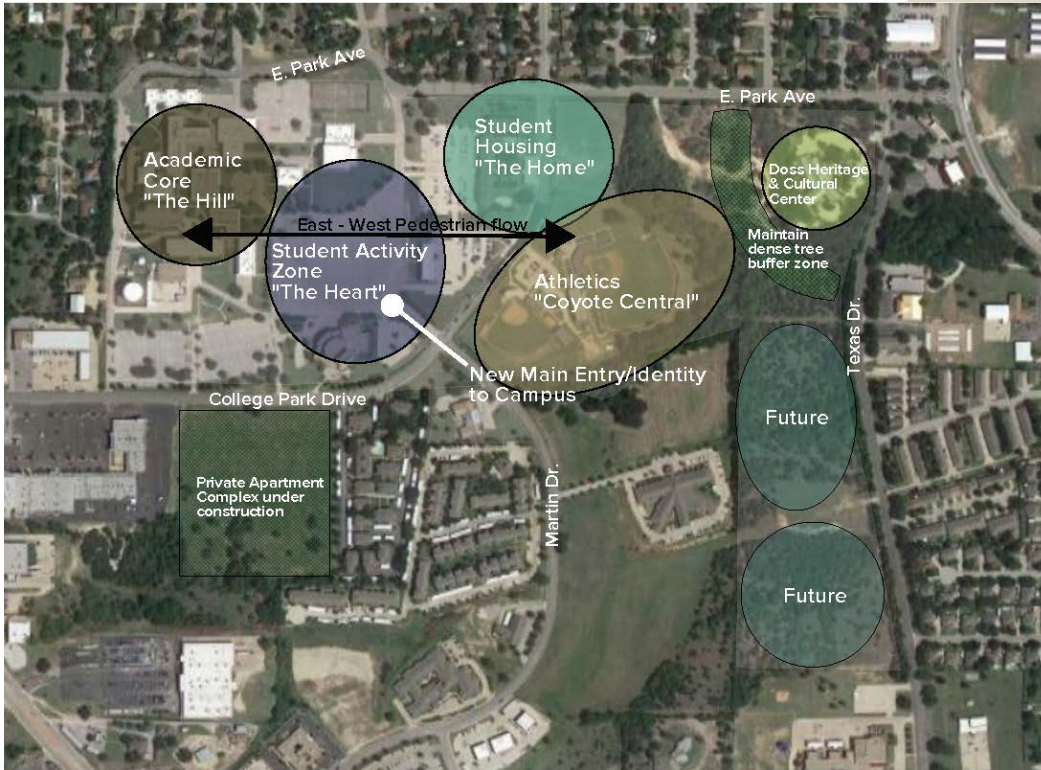 E. Park Ave
E. Park Ave
Academic
Core
"The Hill"
Student
Housing
"The Home"
Doss Heritage
& Cultural
Center
East - West Pedestrian flow
Student Activity
Zone
"The Heart"
Maintain
dense tree
buffer zone
Athletics
"Coyote Central"
Texas Dr.
New Main Entry/Identity
to Campus
College Park Drive
Future
Private Apartment
Complex under
construction
Martin Dr.
Future